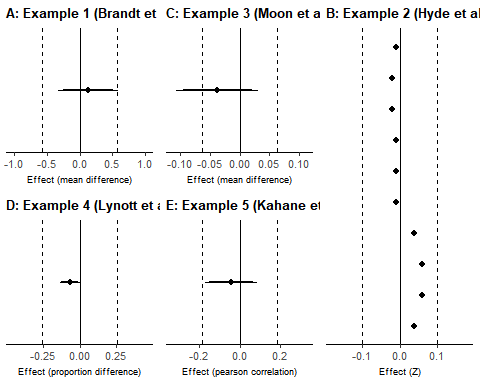 A: Example 1 (Brandt et
C: Example 3 (Moon et a
B: Example 2 (Hyde et al
-1.0 -0.5 0.0 0.5 1.0
Effect (mean difference)
-0.10 -0.05 0.00 0.05 0.10
Effect (mean difference)
D: Example 4 (Lynott et
E: Example 5 (Kahane et
-0.25 0.00 0.25
Effect (proportion difference)
-0.2 0.0 0.2
Effect (pearson correlation)
-0.1 0.0 0.1
Effect (Z)